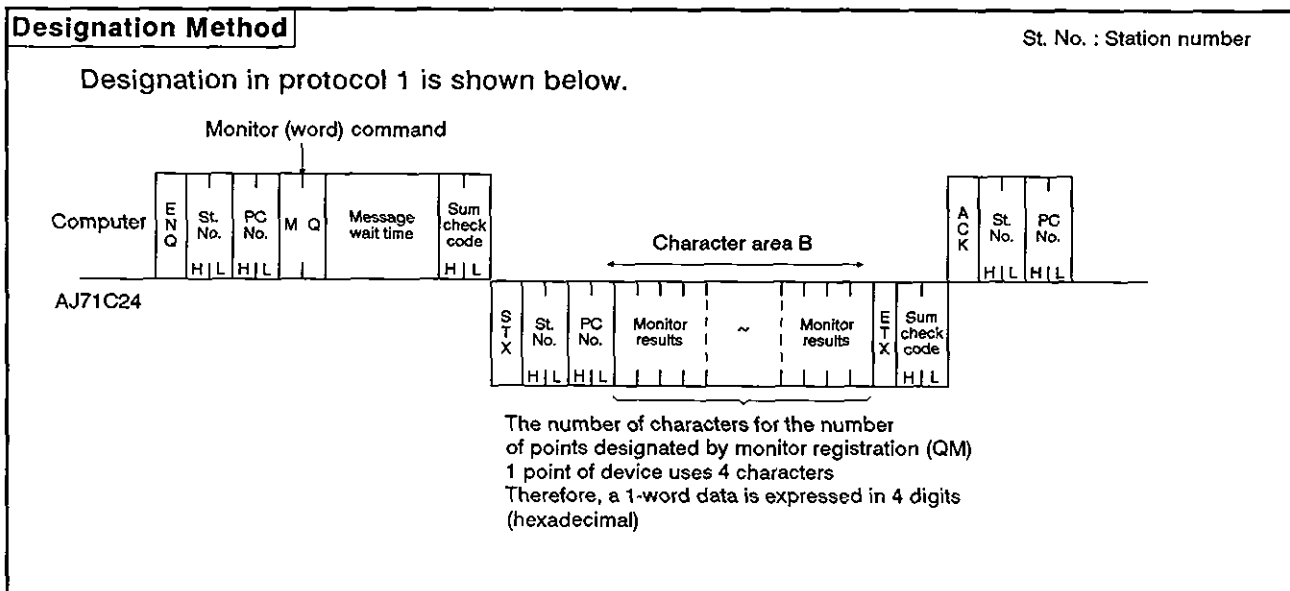 Designation Method
St. No. : Station number
Designation in protocol 1 is shown below.
Monitor (word) command
Computer
ENQ
St. No.
H L
PC No.
H L
M Q
Message wait time
Sum check code
H L
Character area B
ACK
St. No.
H L
PC No.
H L
AJ71C24
STX
St. No.
H L
PC No.
H L
Monitor results
~
Monitor results
ETX
Sum check code
H L
The number of characters for the number
of points designated by monitor registration (QM)
1 point of device uses 4 characters
Therefore, a 1-word data is expressed in 4 digits
(hexadecimal)